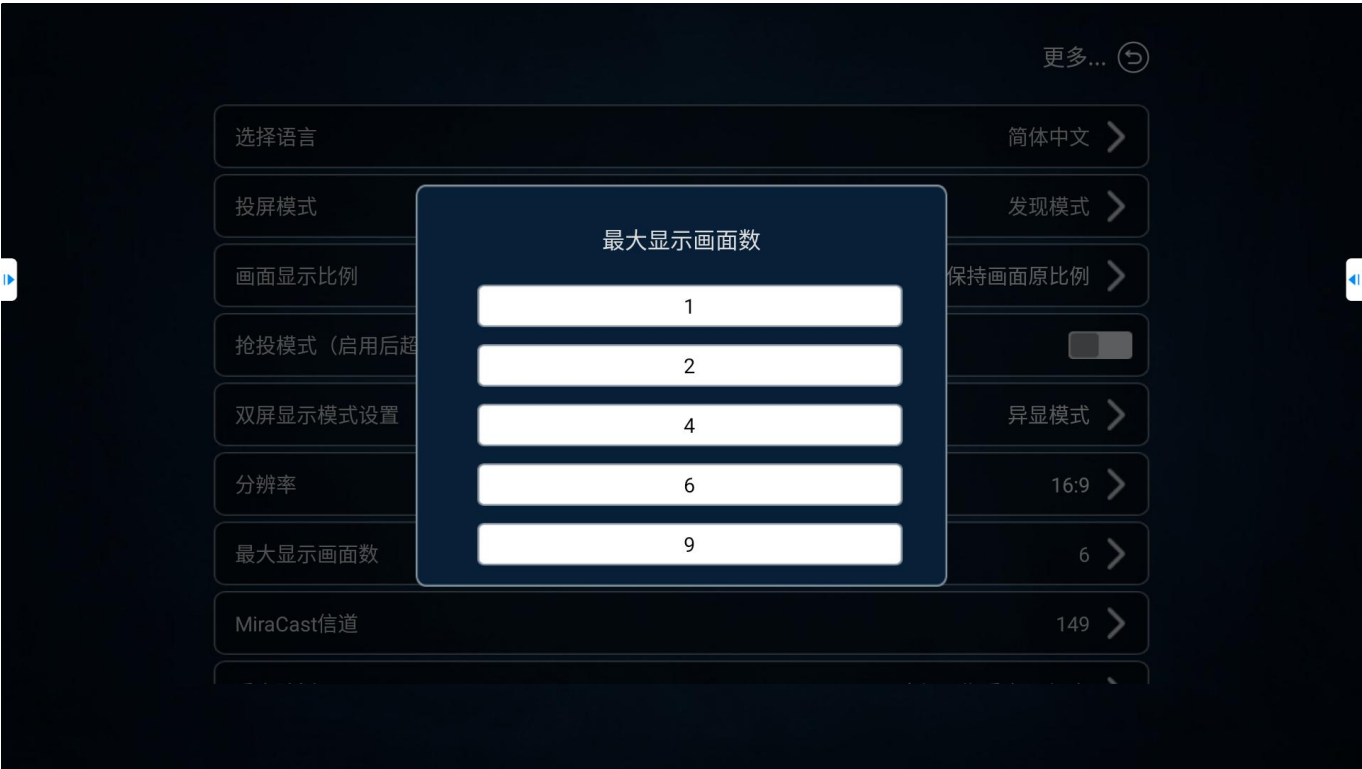 更多...
选择语言 简体中文
投屏模式 发现模式
画面显示比例 保持画面原比例
抢投模式（启用后超
双屏显示模式设置 异显模式
分辨率 16:9
最大显示画面数 6
MiraCast信道 149
最大显示画面数
1
2
4
6
9